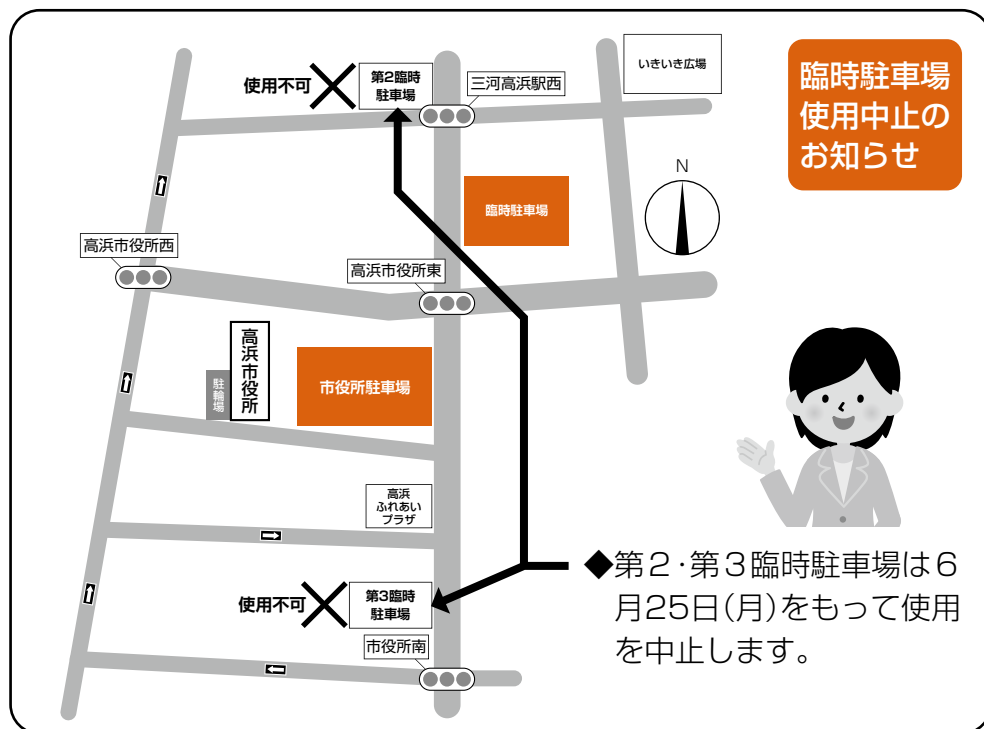 臨時駐車場
使用中止の
お知らせ
使用不可
第2臨時
駐車場
三河高浜駅西
いきいき広場
N
臨時駐車場
高浜市役所西
高浜市役所東
高浜市役所
駐輪場
市役所駐車場
高浜
ふれあい
プラザ
使用不可
第3臨時
駐車場
市役所南
◆第2・第3臨時駐車場は6
月25日(月)をもって使用
を中止します。